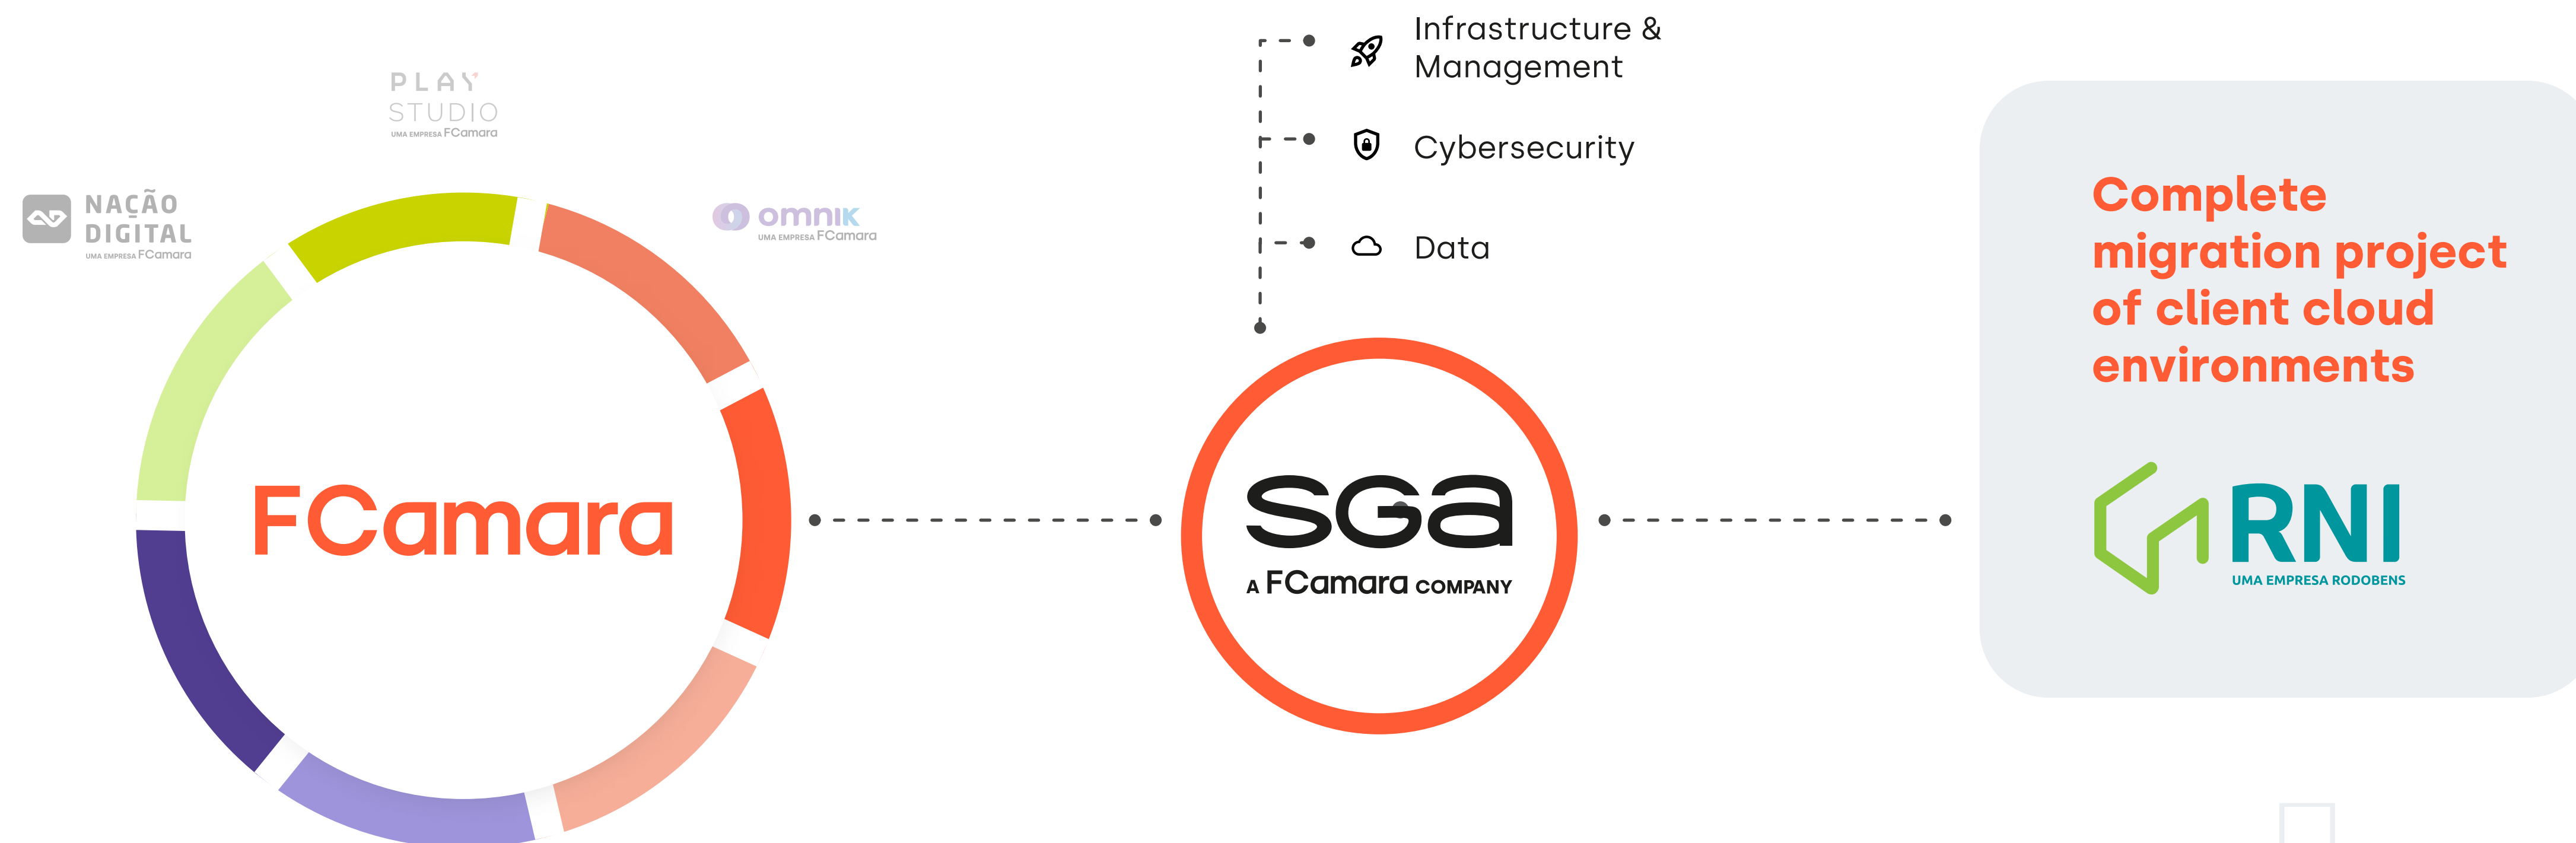 PLAY
STUDIO
UMA EMPRESA FCamara
NAÇÃO
DIGITAL
UMA EMPRESA FCamara
omnik
UMA EMPRESA FCamara
FCamara
Infrastructure &
Management
Cybersecurity
Data
sGa
A FCamara COMPANY
Complete
migration project
of client cloud
environments
RNI
UMA EMPRESA RODOBENS